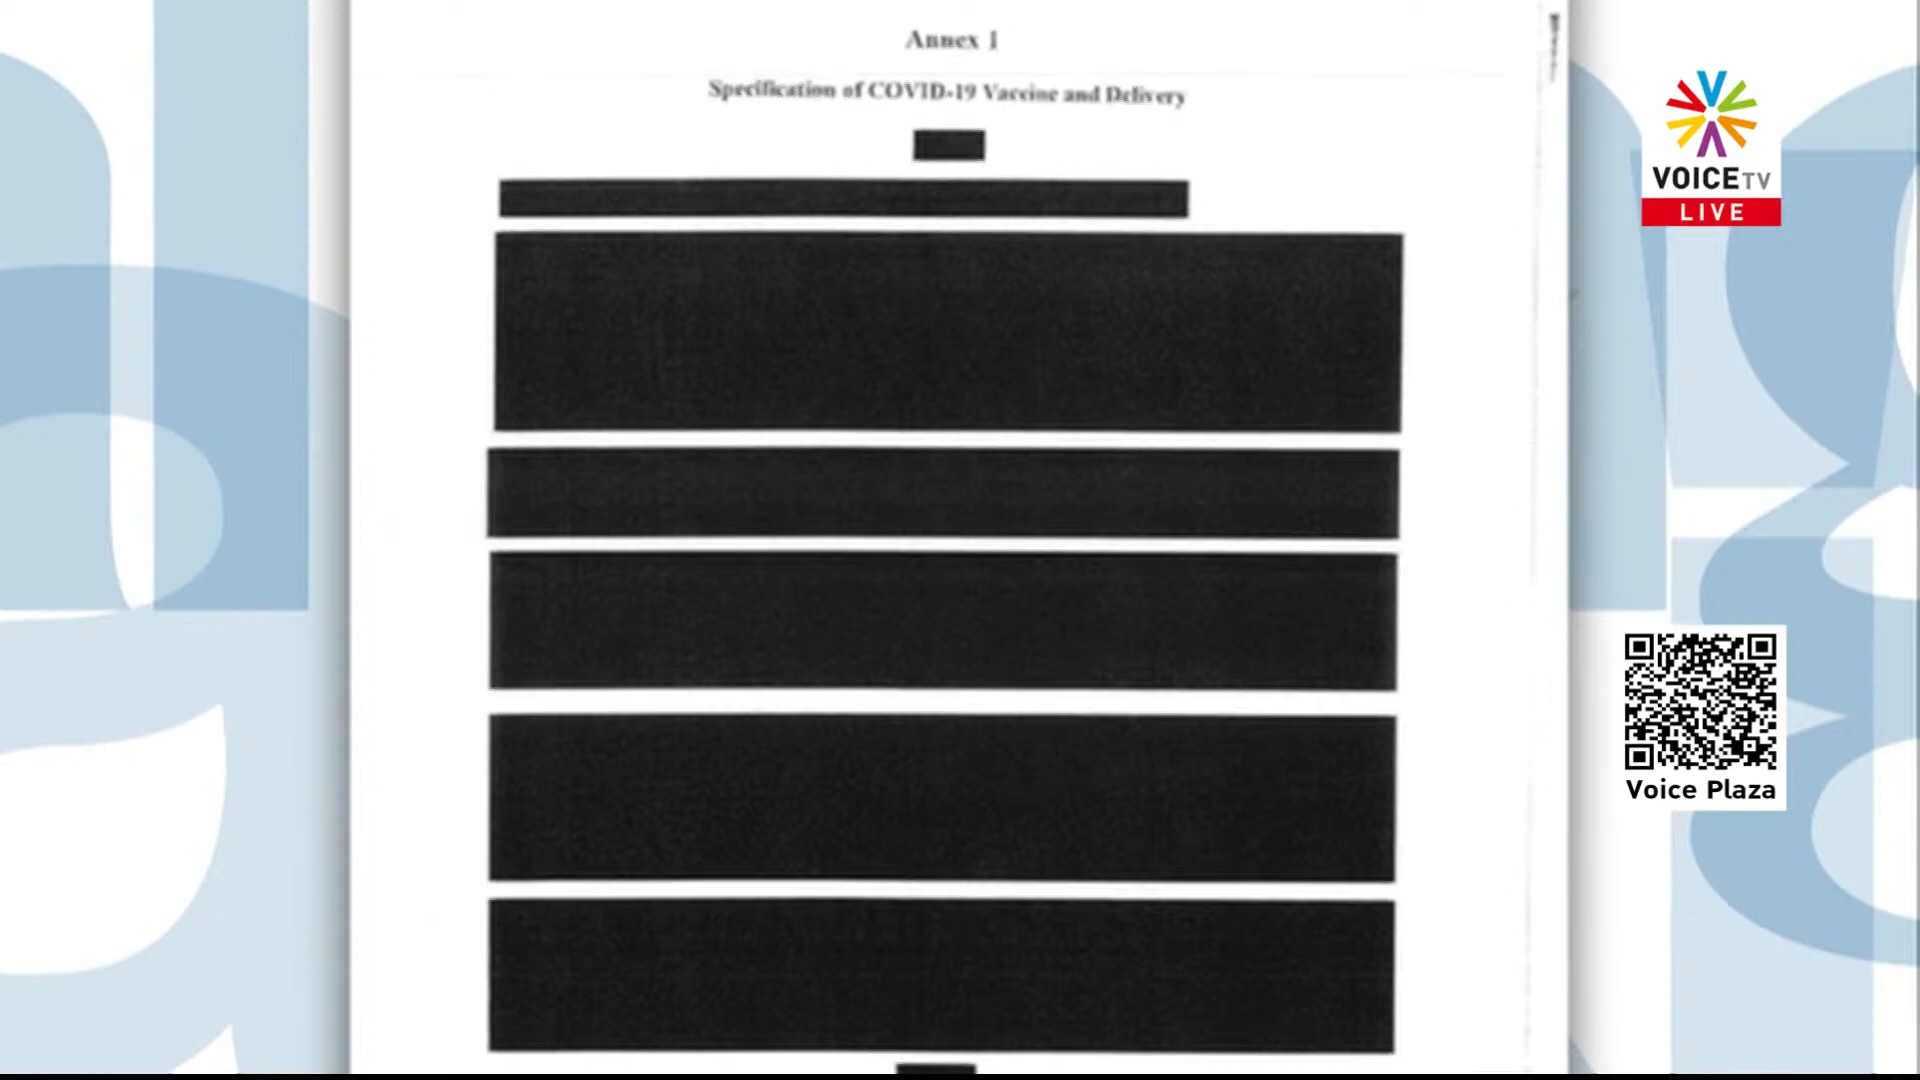 Annex 1
Specification of COVID-19 Vaccine and Delivery
VOICE TV
LIVE
Voice Plaza